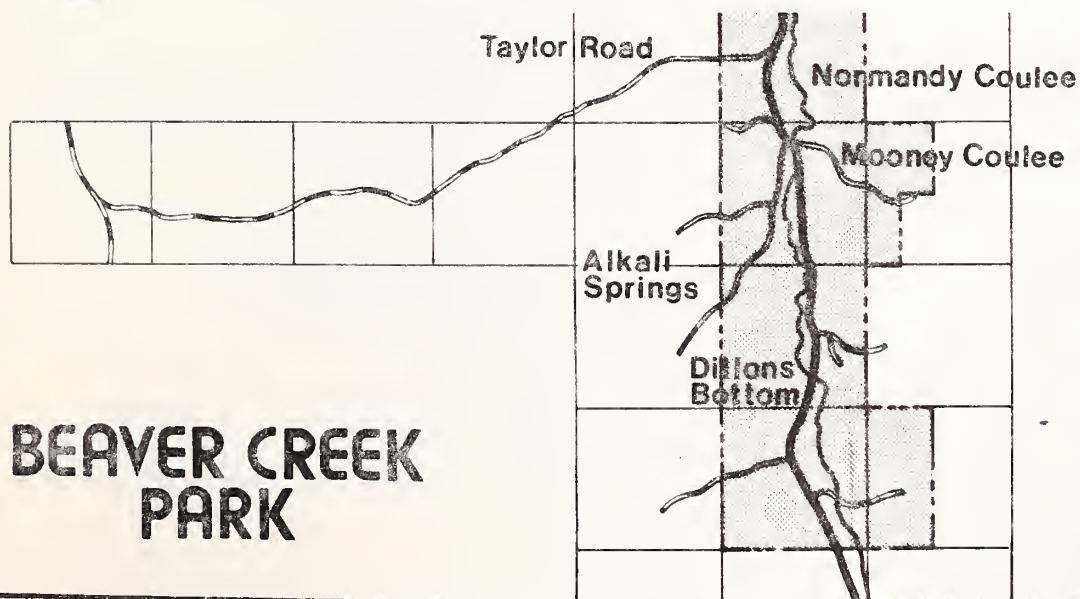 Taylor Road
Normandy Coulee
Mooney Coulee
Alkali
Springs
Dillons
Bottom
BEAVER CREEK
PARK